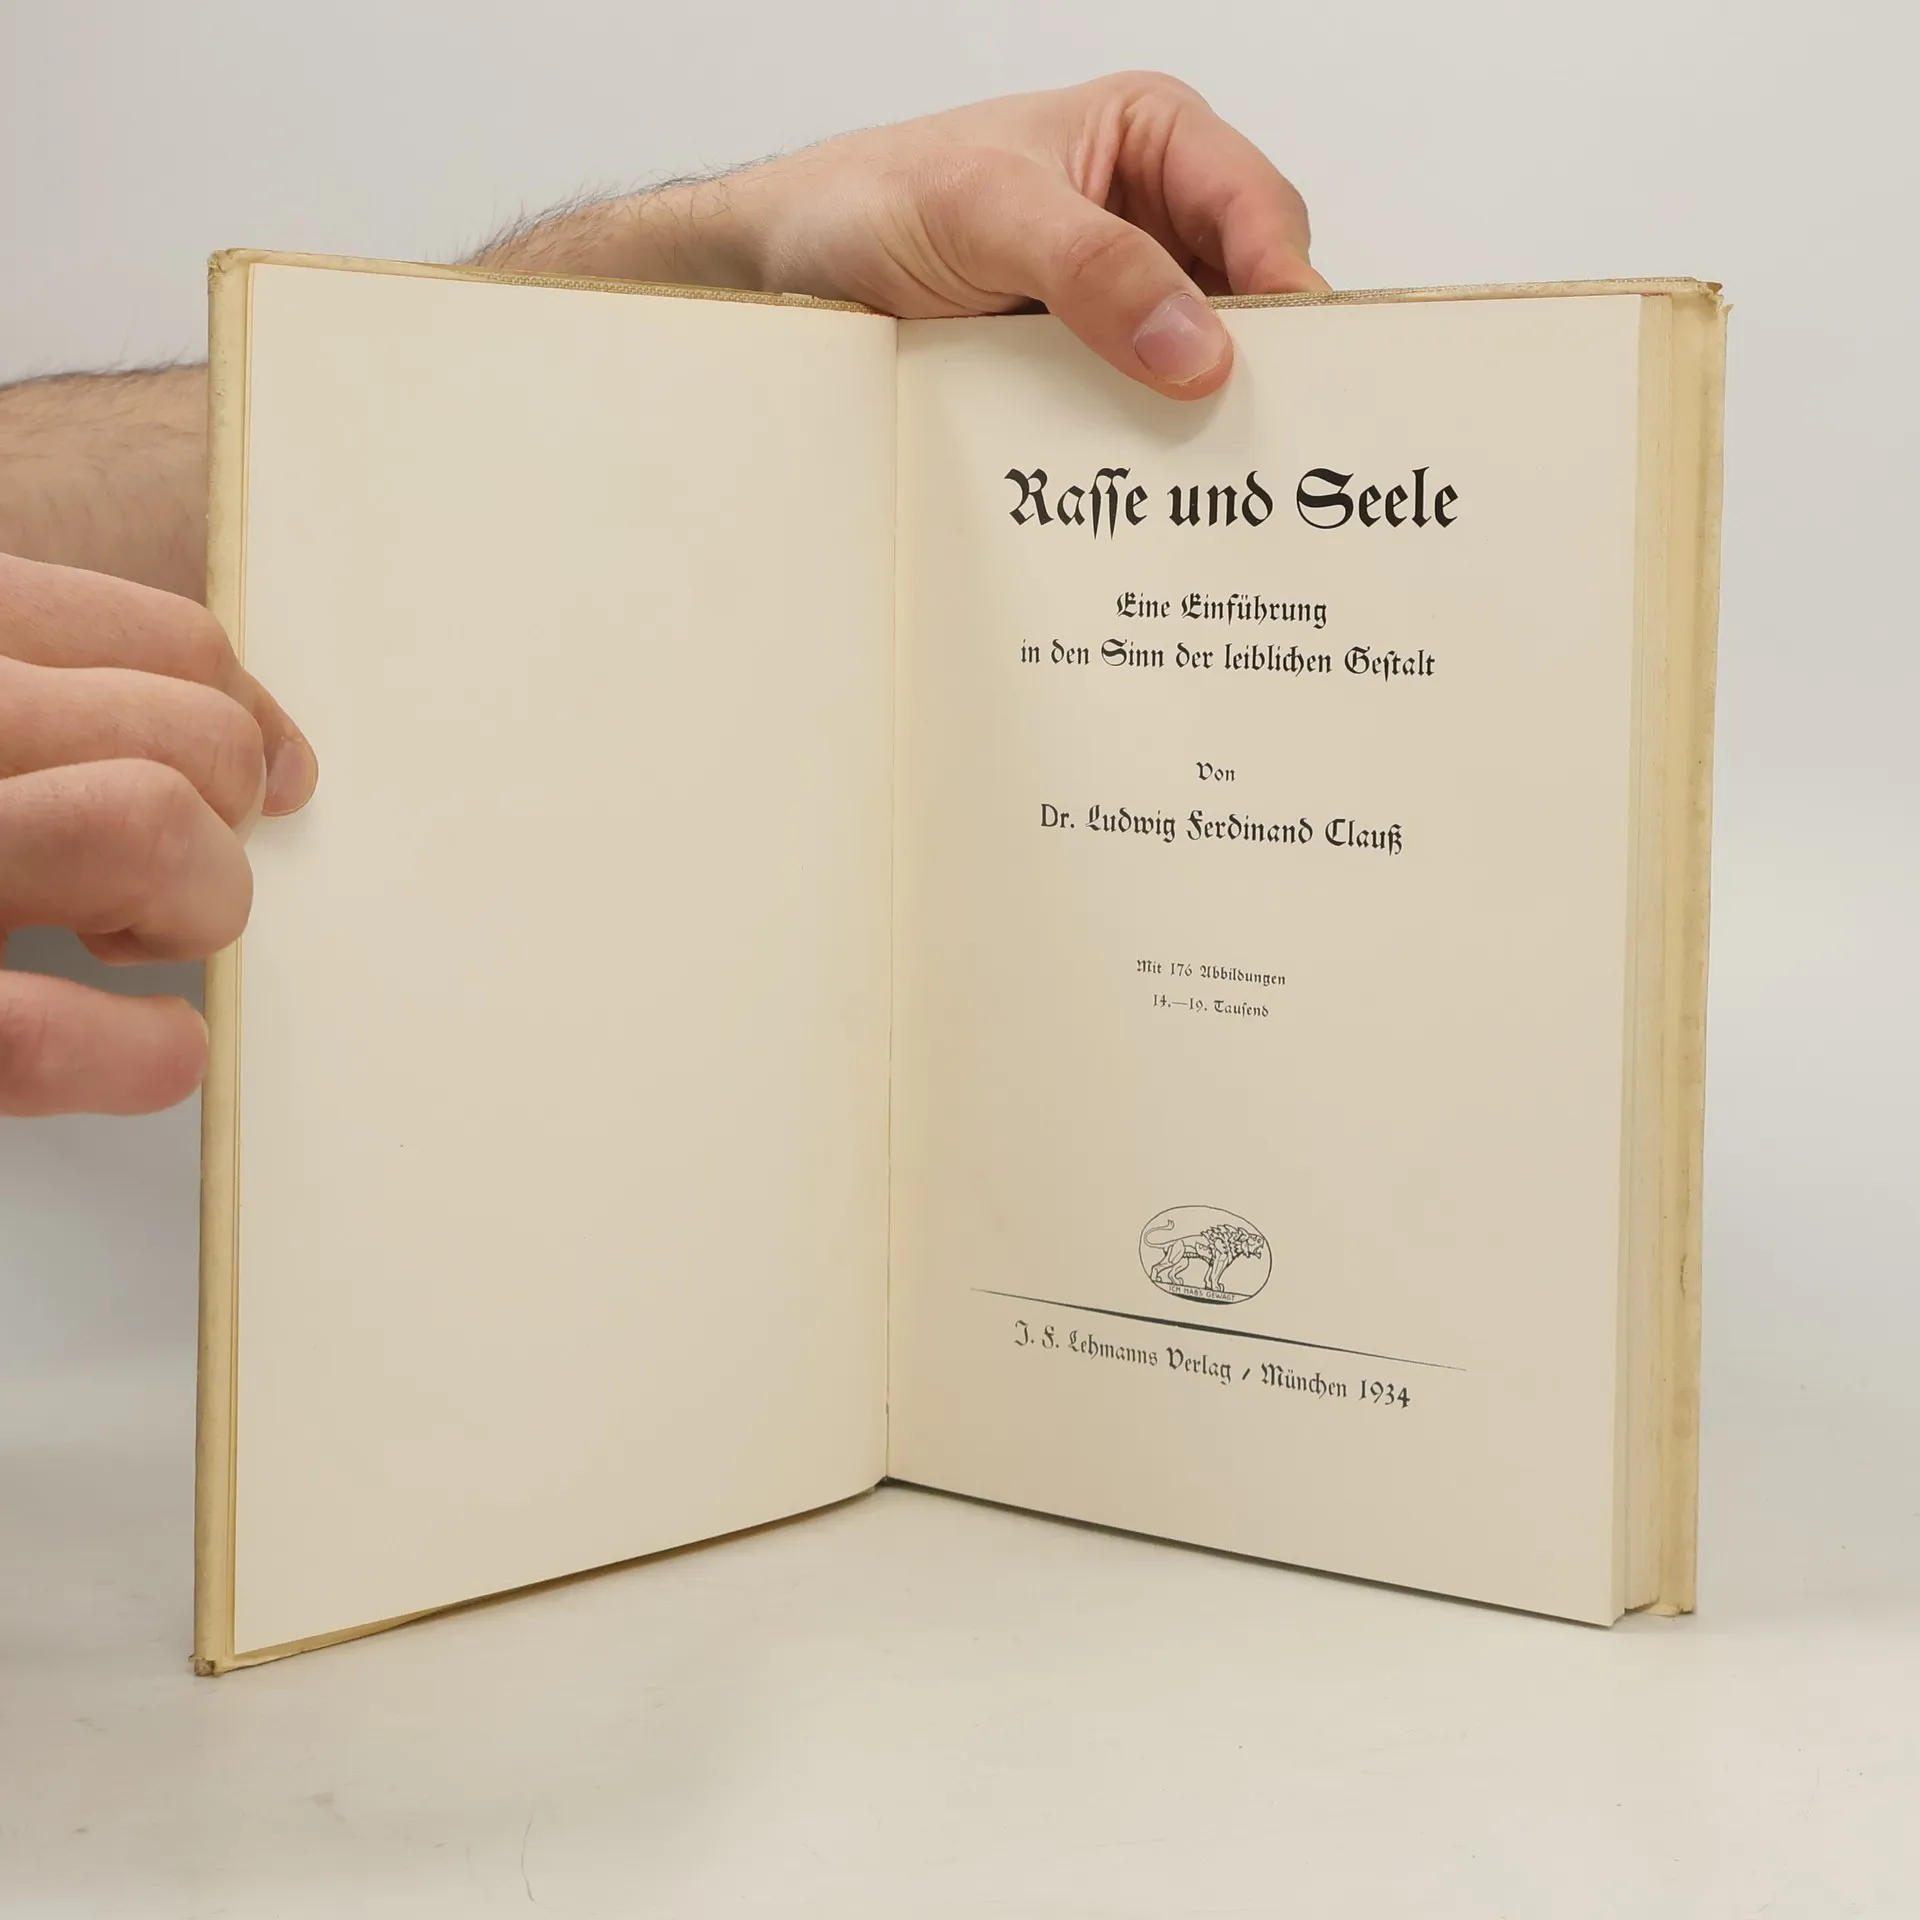 Rasse und Seele
Eine Einführung
in den Sinn der leiblichen Gestalt
Von
Dr. Ludwig Ferdinand Clauß
Mit 176 Abbildungen
14.—19. Tausend
ICH HABS GEWAGT
J. F. Lehmanns Verlag / München 1934